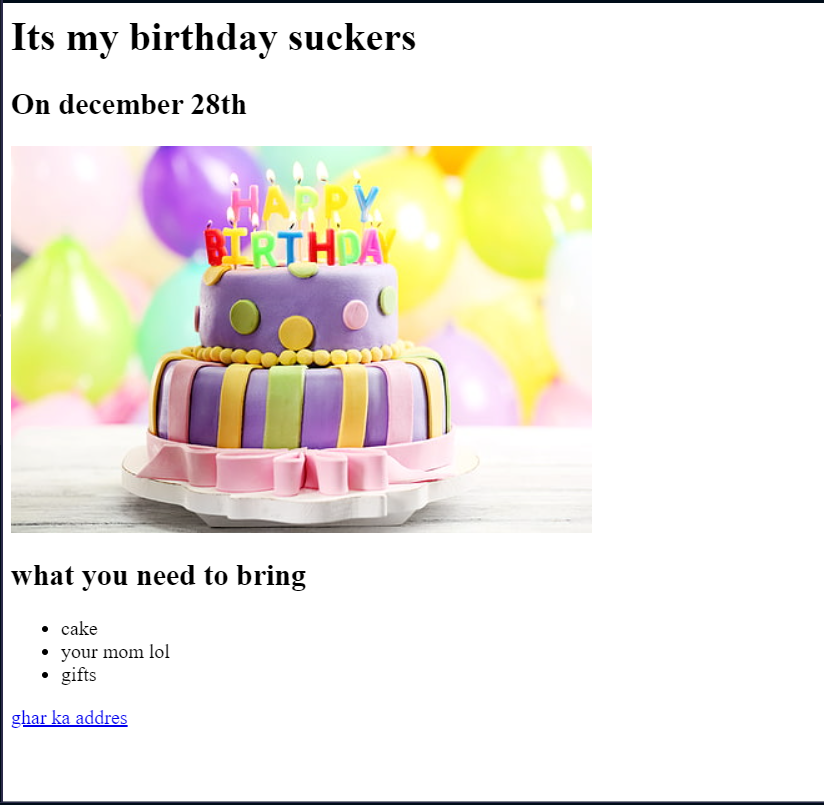 Its my birthday suckers
On december 28th
HAPPY
BIRTHDAY
what you need to bring
cake
your mom lol
gifts
ghar ka addres